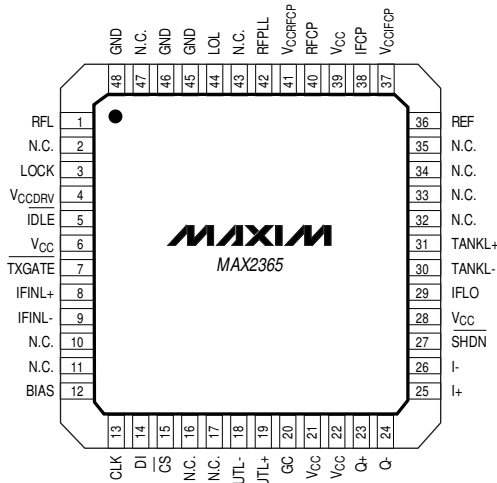 GND N.C. GND GND LOL N.C. RFPLL VCCRFCP RFCP VCC IFCP VCCIFCP
48 47 46 45 44 43 42 41 40 39 38 37
RFL 1 36 REF
N.C. 2 35 N.C.
LOCK 3 34 N.C.
VCCDRV 4 33 N.C.
IDLE 5 32 N.C.
VCC 6 31 TANKL+
TXGATE 7 30 TANKL-
IFINL+ 8 29 IFLO
IFINL- 9 28 VCC
N.C. 10 27 SHDN
N.C. 11 26 I-
BIAS 12 25 I+
MAXIM
MAX2365
13 14 15 16 17 18 19 20 21 22 23 24
CLK DI CS N.C. N.C. UTL- UTL+ GC VCC VCC Q+ Q-